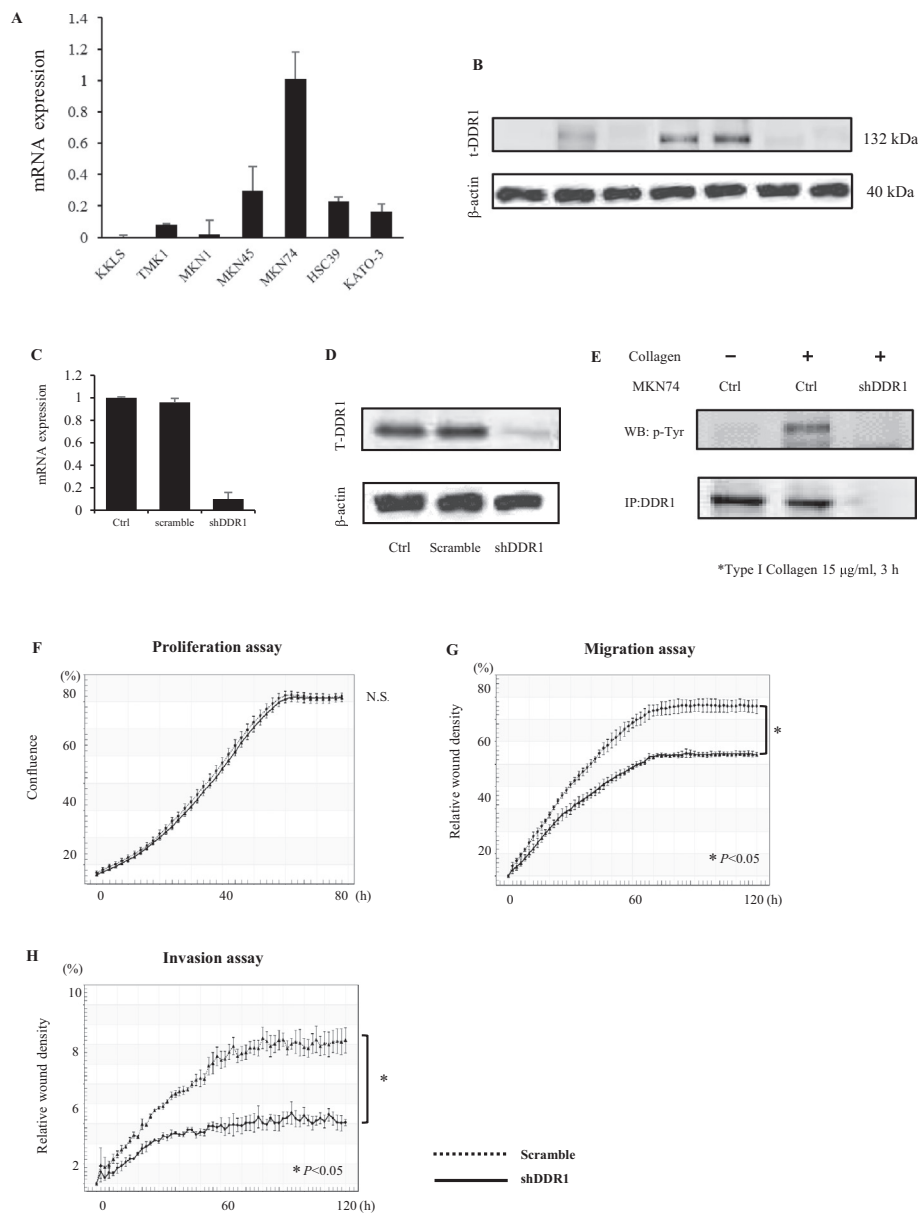 A
mRNA expression
1.4
1.2
1
0.8
0.6
0.4
0.2
0
KKLS
TMK1
MKN1
MKN45
MKN74
HSC39
KATO-3
B
t-DDR1
132 kDa
β-actin
40 kDa
C
mRNA expression
1.2
1
0.8
0.6
0.4
0.2
0
Ctrl
scramble
shDDR1
D
T-DDR1
β-actin
Ctrl Scramble shDDR1
E Collagen − + +
MKN74 Ctrl Ctrl shDDR1
WB: p-Tyr
IP:DDR1
*Type I Collagen 15 μg/ml, 3 h
F Proliferation assay
(%)
Confluence
80
60
40
20
0 40 80 (h)
N.S.
G Migration assay
(%)
Relative wound density
80
60
40
20
0 60 120 (h)
*
* P<0.05
H Invasion assay
(%)
Relative wound density
10
8
6
2
0 60 120 (h)
*
* P<0.05
Scramble
shDDR1